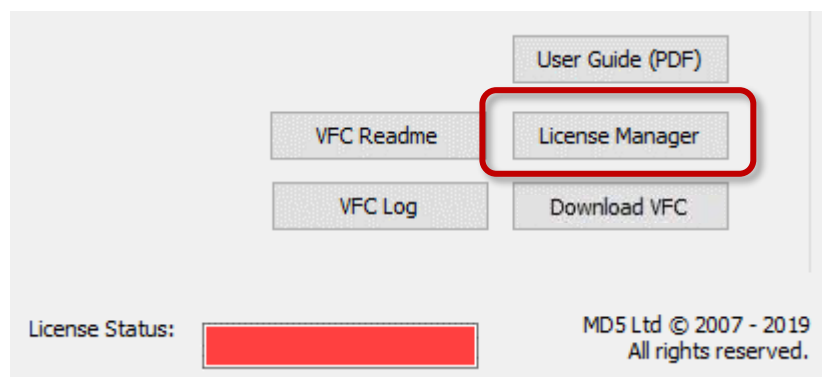 User Guide (PDF)
VFC Readme
License Manager
VFC Log
Download VFC
License Status:
MD5 Ltd © 2007 - 2019
All rights reserved.